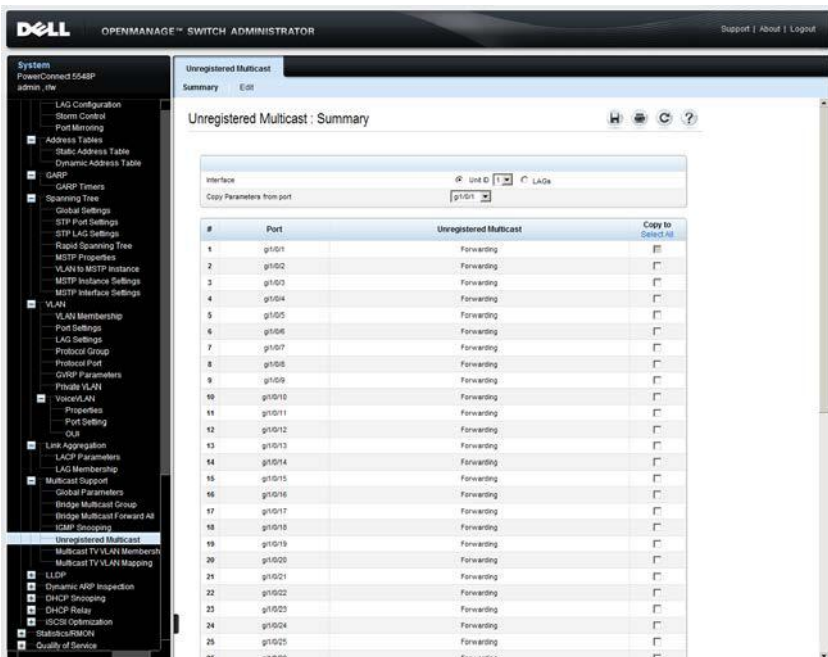 DELL OPENMANAGE™ SWITCH ADMINISTRATOR
Support | About | Logout
System
PowerConnect 5548P
admin , r/w
LAG Configuration
Storm Control
Port Mirroring
Address Tables
Static Address Table
Dynamic Address Table
GARP
GARP Timers
Spanning Tree
Global Settings
STP Port Settings
STP LAG Settings
Rapid Spanning Tree
MSTP Properties
VLAN to MSTP Instance
MSTP Instance Settings
MSTP Interface Settings
VLAN
VLAN Membership
Port Settings
LAG Settings
Protocol Group
Protocol Port
GVRP Parameters
Private VLAN
VoiceVLAN
Properties
Port Setting
OUI
Link Aggregation
LACP Parameters
LAG Membership
Multicast Support
Global Parameters
Bridge Multicast Group
Bridge Multicast Forward All
IGMP Snooping
Unregistered Multicast
Multicast TV VLAN Membersh
Multicast TV VLAN Mapping
LLDP
Dynamic ARP Inspection
DHCP Snooping
DHCP Relay
iSCSI Optimization
Statistics/RMON
Quality of Service
Unregistered Multicast
Summary Edit
Unregistered Multicast : Summary
Interface Unit ID 1 LAGs
Copy Parameters from port gi1/0/1
# Port Unregistered Multicast Copy to
Select All
1 gi1/0/1 Forwarding
2 gi1/0/2 Forwarding
3 gi1/0/3 Forwarding
4 gi1/0/4 Forwarding
5 gi1/0/5 Forwarding
6 gi1/0/6 Forwarding
7 gi1/0/7 Forwarding
8 gi1/0/8 Forwarding
9 gi1/0/9 Forwarding
10 gi1/0/10 Forwarding
11 gi1/0/11 Forwarding
12 gi1/0/12 Forwarding
13 gi1/0/13 Forwarding
14 gi1/0/14 Forwarding
15 gi1/0/15 Forwarding
16 gi1/0/16 Forwarding
17 gi1/0/17 Forwarding
18 gi1/0/18 Forwarding
19 gi1/0/19 Forwarding
20 gi1/0/20 Forwarding
21 gi1/0/21 Forwarding
22 gi1/0/22 Forwarding
23 gi1/0/23 Forwarding
24 gi1/0/24 Forwarding
25 gi1/0/25 Forwarding